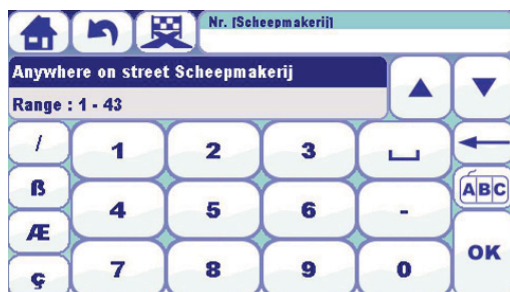 Nr. [Scheepmakerij]
Anywhere on street Scheepmakerij
Range : 1 - 43
/ 1 2 3
ß ÁBC
4 5 6 -
Æ
OK
ç 7 8 9 0